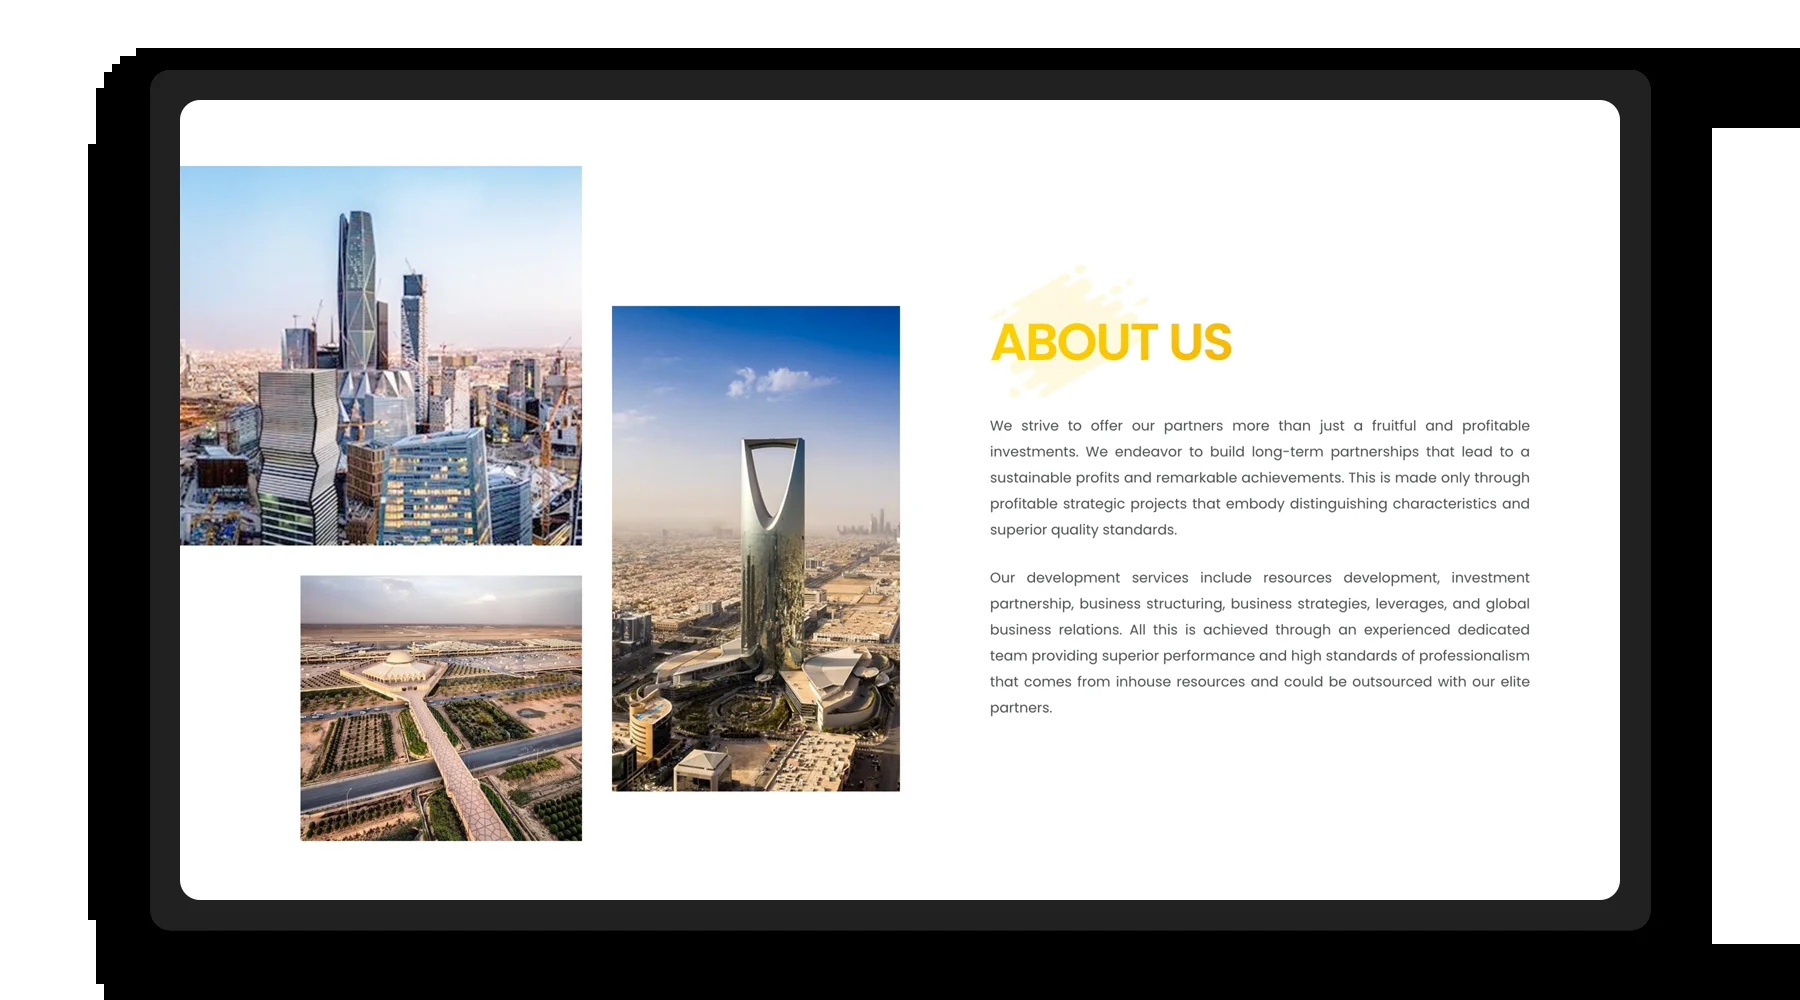 ABOUT US
We strive to offer our partners more than just a fruitful and profitable
investments. We endeavor to build long-term partnerships that lead to a
sustainable profits and remarkable achievements. This is made only through
profitable strategic projects that embody distinguishing characteristics and
superior quality standards.
Our development services include resources development, investment
partnership, business structuring, business strategies, leverages, and global
business relations. All this is achieved through an experienced dedicated
team providing superior performance and high standards of professionalism
that comes from inhouse resources and could be outsourced with our elite
partners.